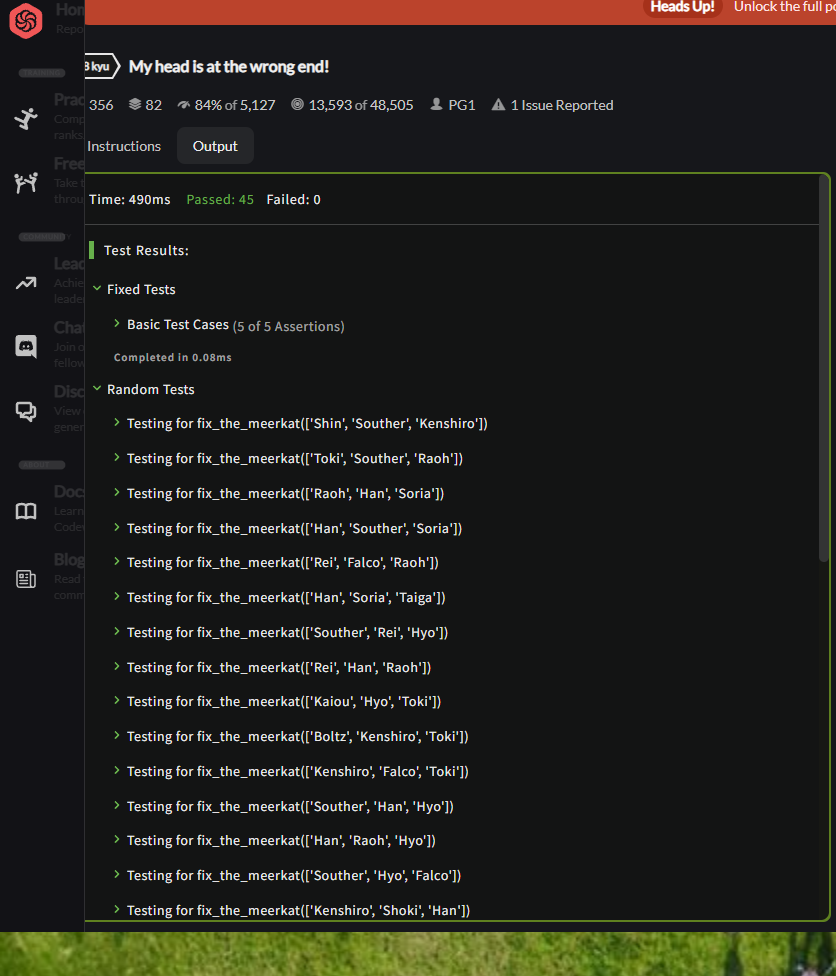 Heads Up! Unlock the full po
Hom
Repo
8 kyu My head is at the wrong end!
356 82 84% of 5,127 13,593 of 48,505 PG1 1 Issue Reported
Instructions Output
Time: 490ms Passed: 45 Failed: 0
Test Results:
Fixed Tests
Basic Test Cases (5 of 5 Assertions)
Completed in 0.08ms
Random Tests
Testing for fix_the_meerkat(['Shin', 'Souther', 'Kenshiro'])
Testing for fix_the_meerkat(['Toki', 'Souther', 'Raoh'])
Testing for fix_the_meerkat(['Raoh', 'Han', 'Soria'])
Testing for fix_the_meerkat(['Han', 'Souther', 'Soria'])
Testing for fix_the_meerkat(['Rei', 'Falco', 'Raoh'])
Testing for fix_the_meerkat(['Han', 'Soria', 'Taiga'])
Testing for fix_the_meerkat(['Souther', 'Rei', 'Hyo'])
Testing for fix_the_meerkat(['Rei', 'Han', 'Raoh'])
Testing for fix_the_meerkat(['Kaiou', 'Hyo', 'Toki'])
Testing for fix_the_meerkat(['Boltz', 'Kenshiro', 'Toki'])
Testing for fix_the_meerkat(['Kenshiro', 'Falco', 'Toki'])
Testing for fix_the_meerkat(['Souther', 'Han', 'Hyo'])
Testing for fix_the_meerkat(['Han', 'Raoh', 'Hyo'])
Testing for fix_the_meerkat(['Souther', 'Hyo', 'Falco'])
Testing for fix_the_meerkat(['Kenshiro', 'Shoki', 'Han'])
TRAINING
Prac
Comp
ranks
Free
Take t
throu
COMMUNITY
Lead
Achie
leade
Chat
Join o
fellow
Disc
View
gener
ABOUT
Docs
Learn
Code
Blog
Read
comm